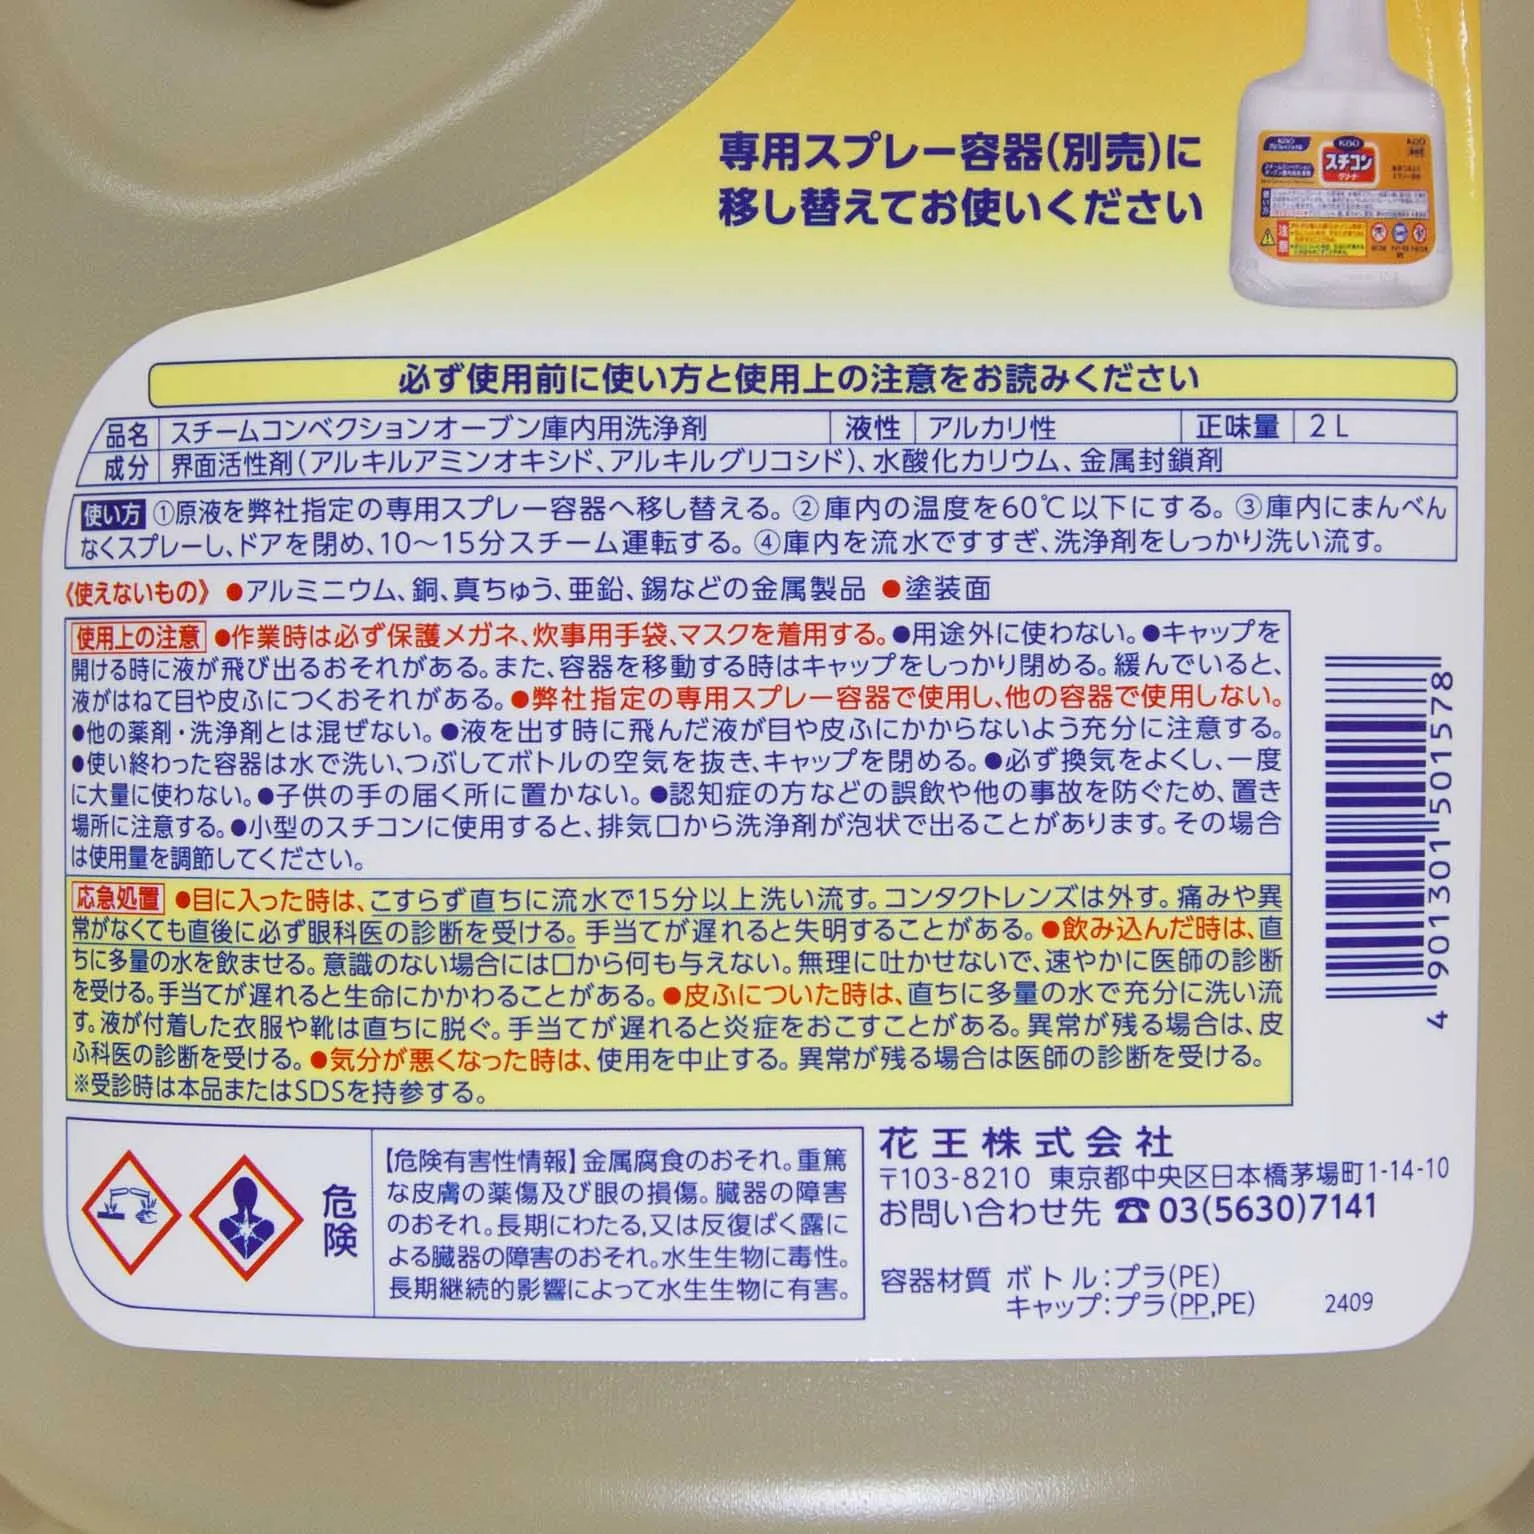 専用スプレー容器(別売)に
移し替えてお使いください
Kao
スチコン
クリーナー
注意
必ず使用前に使い方と使用上の注意をお読みください
品名 スチームコンベクションオーブン庫内用洗浄剤 液性 アルカリ性 正味量 2L
成分 界面活性剤(アルキルアミンオキシド、アルキルグリコシド)、水酸化カリウム、金属封鎖剤
使い方 ①原液を弊社指定の専用スプレー容器へ移し替える。②庫内の温度を60℃以下にする。③庫内にまんべん
なくスプレーし、ドアを閉め、10〜15分スチーム運転する。④庫内を流水ですすぎ、洗浄剤をしっかり洗い流す。
《使えないもの》 ●アルミニウム、銅、真ちゅう、亜鉛、錫などの金属製品 ●塗装面
使用上の注意 ●作業時は必ず保護メガネ、炊事用手袋、マスクを着用する。●用途外に使わない。●キャップを
開ける時に液が飛び出るおそれがある。また、容器を移動する時はキャップをしっかり閉める。緩んでいると、
液がはねて目や皮ふにつくおそれがある。●弊社指定の専用スプレー容器で使用し、他の容器で使用しない。
●他の薬剤・洗浄剤とは混ぜない。●液を出す時に飛んだ液が目や皮ふにかからないよう充分に注意する。
●使い終わった容器は水で洗い、つぶしてボトルの空気を抜き、キャップを閉める。●必ず換気をよくし、一度
に大量に使わない。●子供の手の届く所に置かない。●認知症の方などの誤飲や他の事故を防ぐため、置き
場所に注意する。●小型のスチコンに使用すると、排気口から洗浄剤が泡状で出ることがあります。その場合
は使用量を調節してください。
応急処置 ●目に入った時は、こすらず直ちに流水で15分以上洗い流す。コンタクトレンズは外す。痛みや異
常がなくても直後に必ず眼科医の診断を受ける。手当てが遅れると失明することがある。●飲み込んだ時は、直
ちに多量の水を飲ませる。意識のない場合には口から何も与えない。無理に吐かせないで、速やかに医師の診断
を受ける。手当てが遅れると生命にかかわることがある。●皮ふについた時は、直ちに多量の水で充分に洗い流
す。液が付着した衣服や靴は直ちに脱ぐ。手当てが遅れると炎症をおこすことがある。異常が残る場合は、皮
ふ科医の診断を受ける。●気分が悪くなった時は、使用を中止する。異常が残る場合は医師の診断を受ける。
※受診時は本品またはSDSを持参する。
4 901301 501578
危険
【危険有害性情報】金属腐食のおそれ。重篤
な皮膚の薬傷及び眼の損傷。臓器の障害
のおそれ。長期にわたる,又は反復ばく露に
よる臓器の障害のおそれ。水生生物に毒性。
長期継続的影響によって水生生物に有害。
花王株式会社
〒103-8210 東京都中央区日本橋茅場町1-14-10
お問い合わせ先 ☎03(5630)7141
容器材質 ボトル:プラ(PE)
キャップ:プラ(PP,PE)
2409